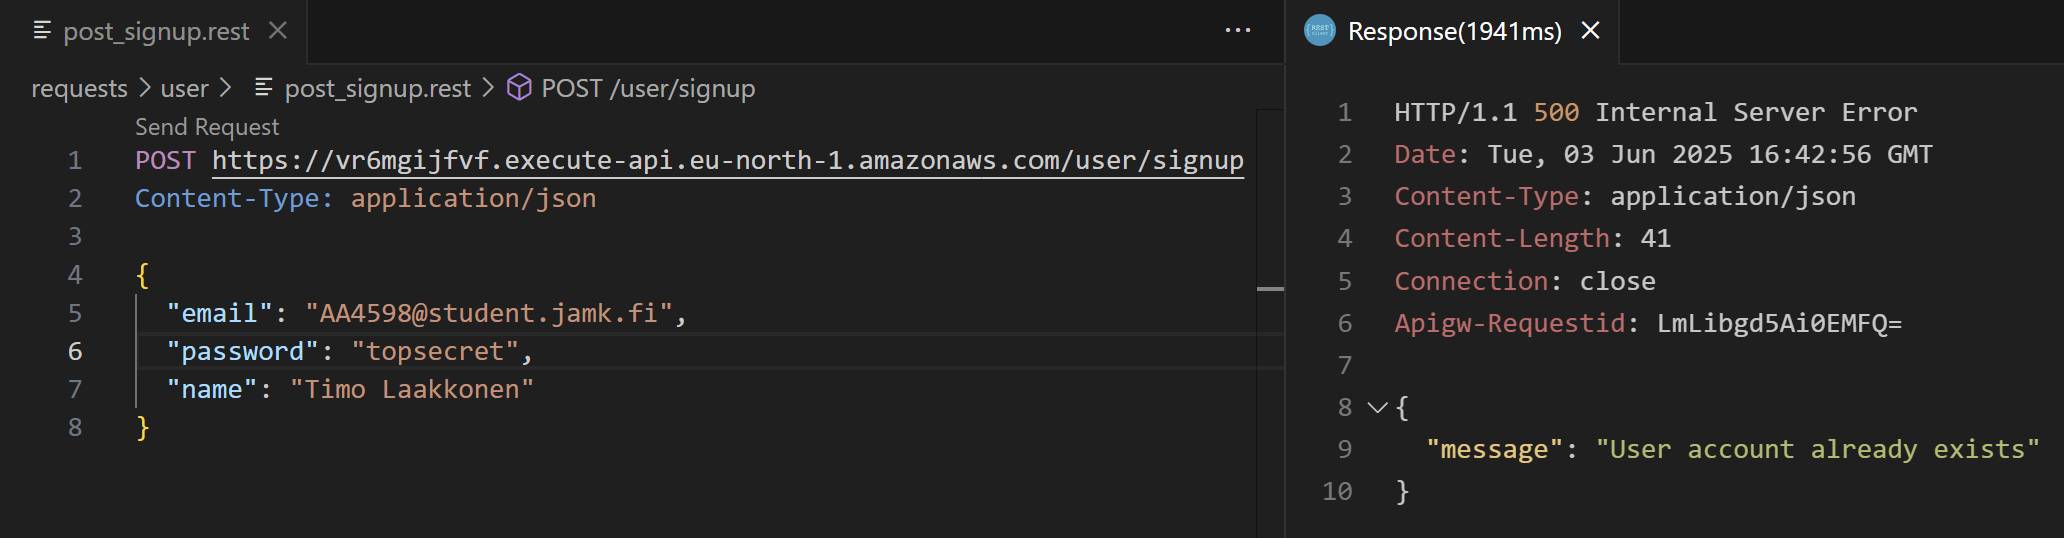 post_signup.rest
requests > user > post_signup.rest > POST /user/signup
Send Request
1 POST https://vr6mgijfvf.execute-api.eu-north-1.amazonaws.com/user/signup
2 Content-Type: application/json
3
4 {
5 "email": "AA4598@student.jamk.fi",
6 "password": "topsecret",
7 "name": "Timo Laakkonen"
8 }
Response(1941ms)
1 HTTP/1.1 500 Internal Server Error
2 Date: Tue, 03 Jun 2025 16:42:56 GMT
3 Content-Type: application/json
4 Content-Length: 41
5 Connection: close
6 Apigw-Requestid: LmLibgd5Ai0EMFQ=
7
8 {
9 "message": "User account already exists"
10 }